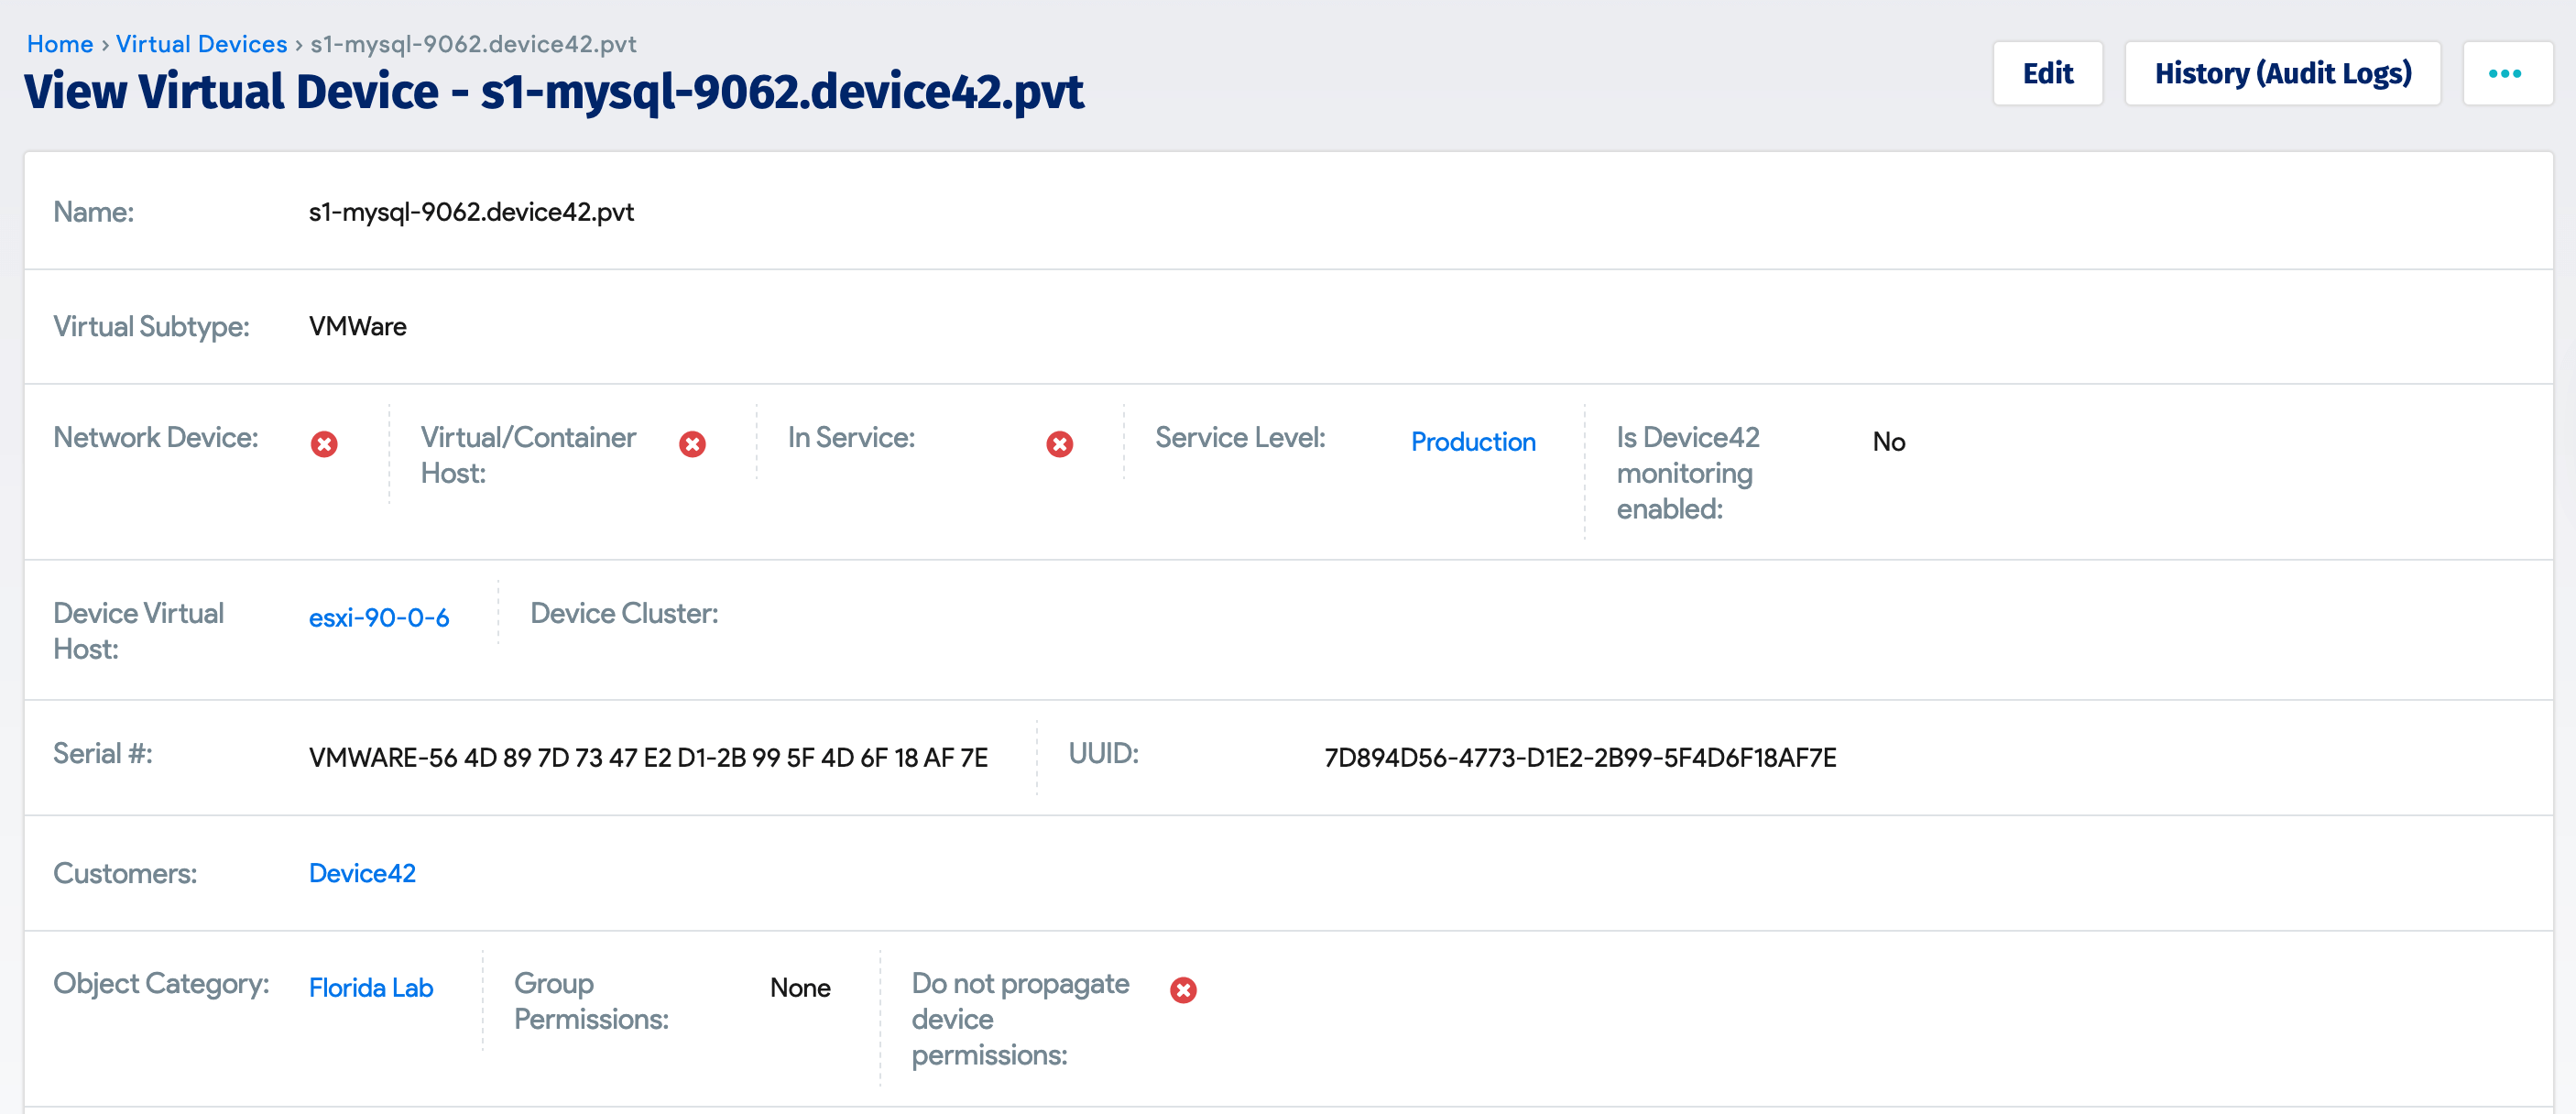 Home › Virtual Devices › s1-mysql-9062.device42.pvt
View Virtual Device - s1-mysql-9062.device42.pvt
Edit
History (Audit Logs)
•••
Name: s1-mysql-9062.device42.pvt
Virtual Subtype: VMWare
Network Device:
Virtual/Container
Host:
In Service:
Service Level: Production
Is Device42
monitoring
enabled:
No
Device Virtual
Host:
esxi-90-0-6
Device Cluster:
Serial #: VMWARE-56 4D 89 7D 73 47 E2 D1-2B 99 5F 4D 6F 18 AF 7E
UUID: 7D894D56-4773-D1E2-2B99-5F4D6F18AF7E
Customers: Device42
Object Category: Florida Lab
Group
Permissions:
None
Do not propagate
device
permissions: